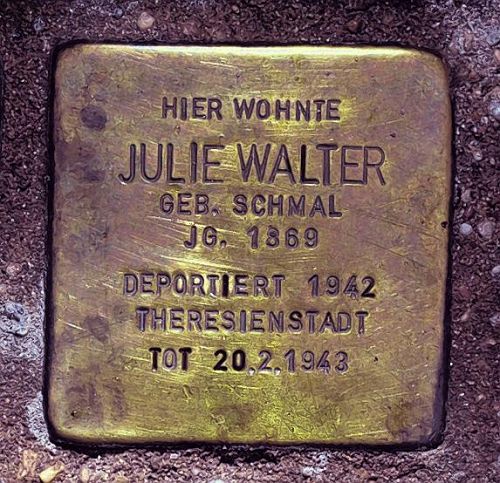 HIER WOHNTE
JULIE WALTER
GEB. SCHMAL
JG. 1869
DEPORTIERT 1942
THERESIENSTADT
TOT 20.2.1943